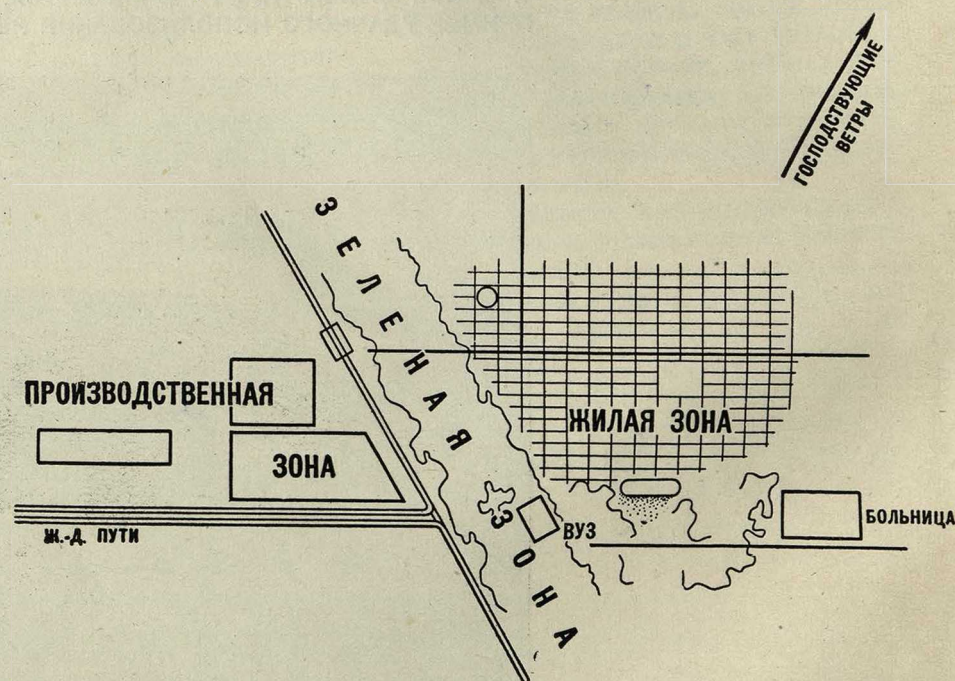 ГОСПОДСТВУЮЩИЕ
ВЕТРЫ
ЗЕЛЕНАЯ ЗОНА
ПРОИЗВОДСТВЕННАЯ
ЗОНА
ЖИЛАЯ ЗОНА
БОЛЬНИЦА
ВУЗ
Ж.-Д. ПУТИ